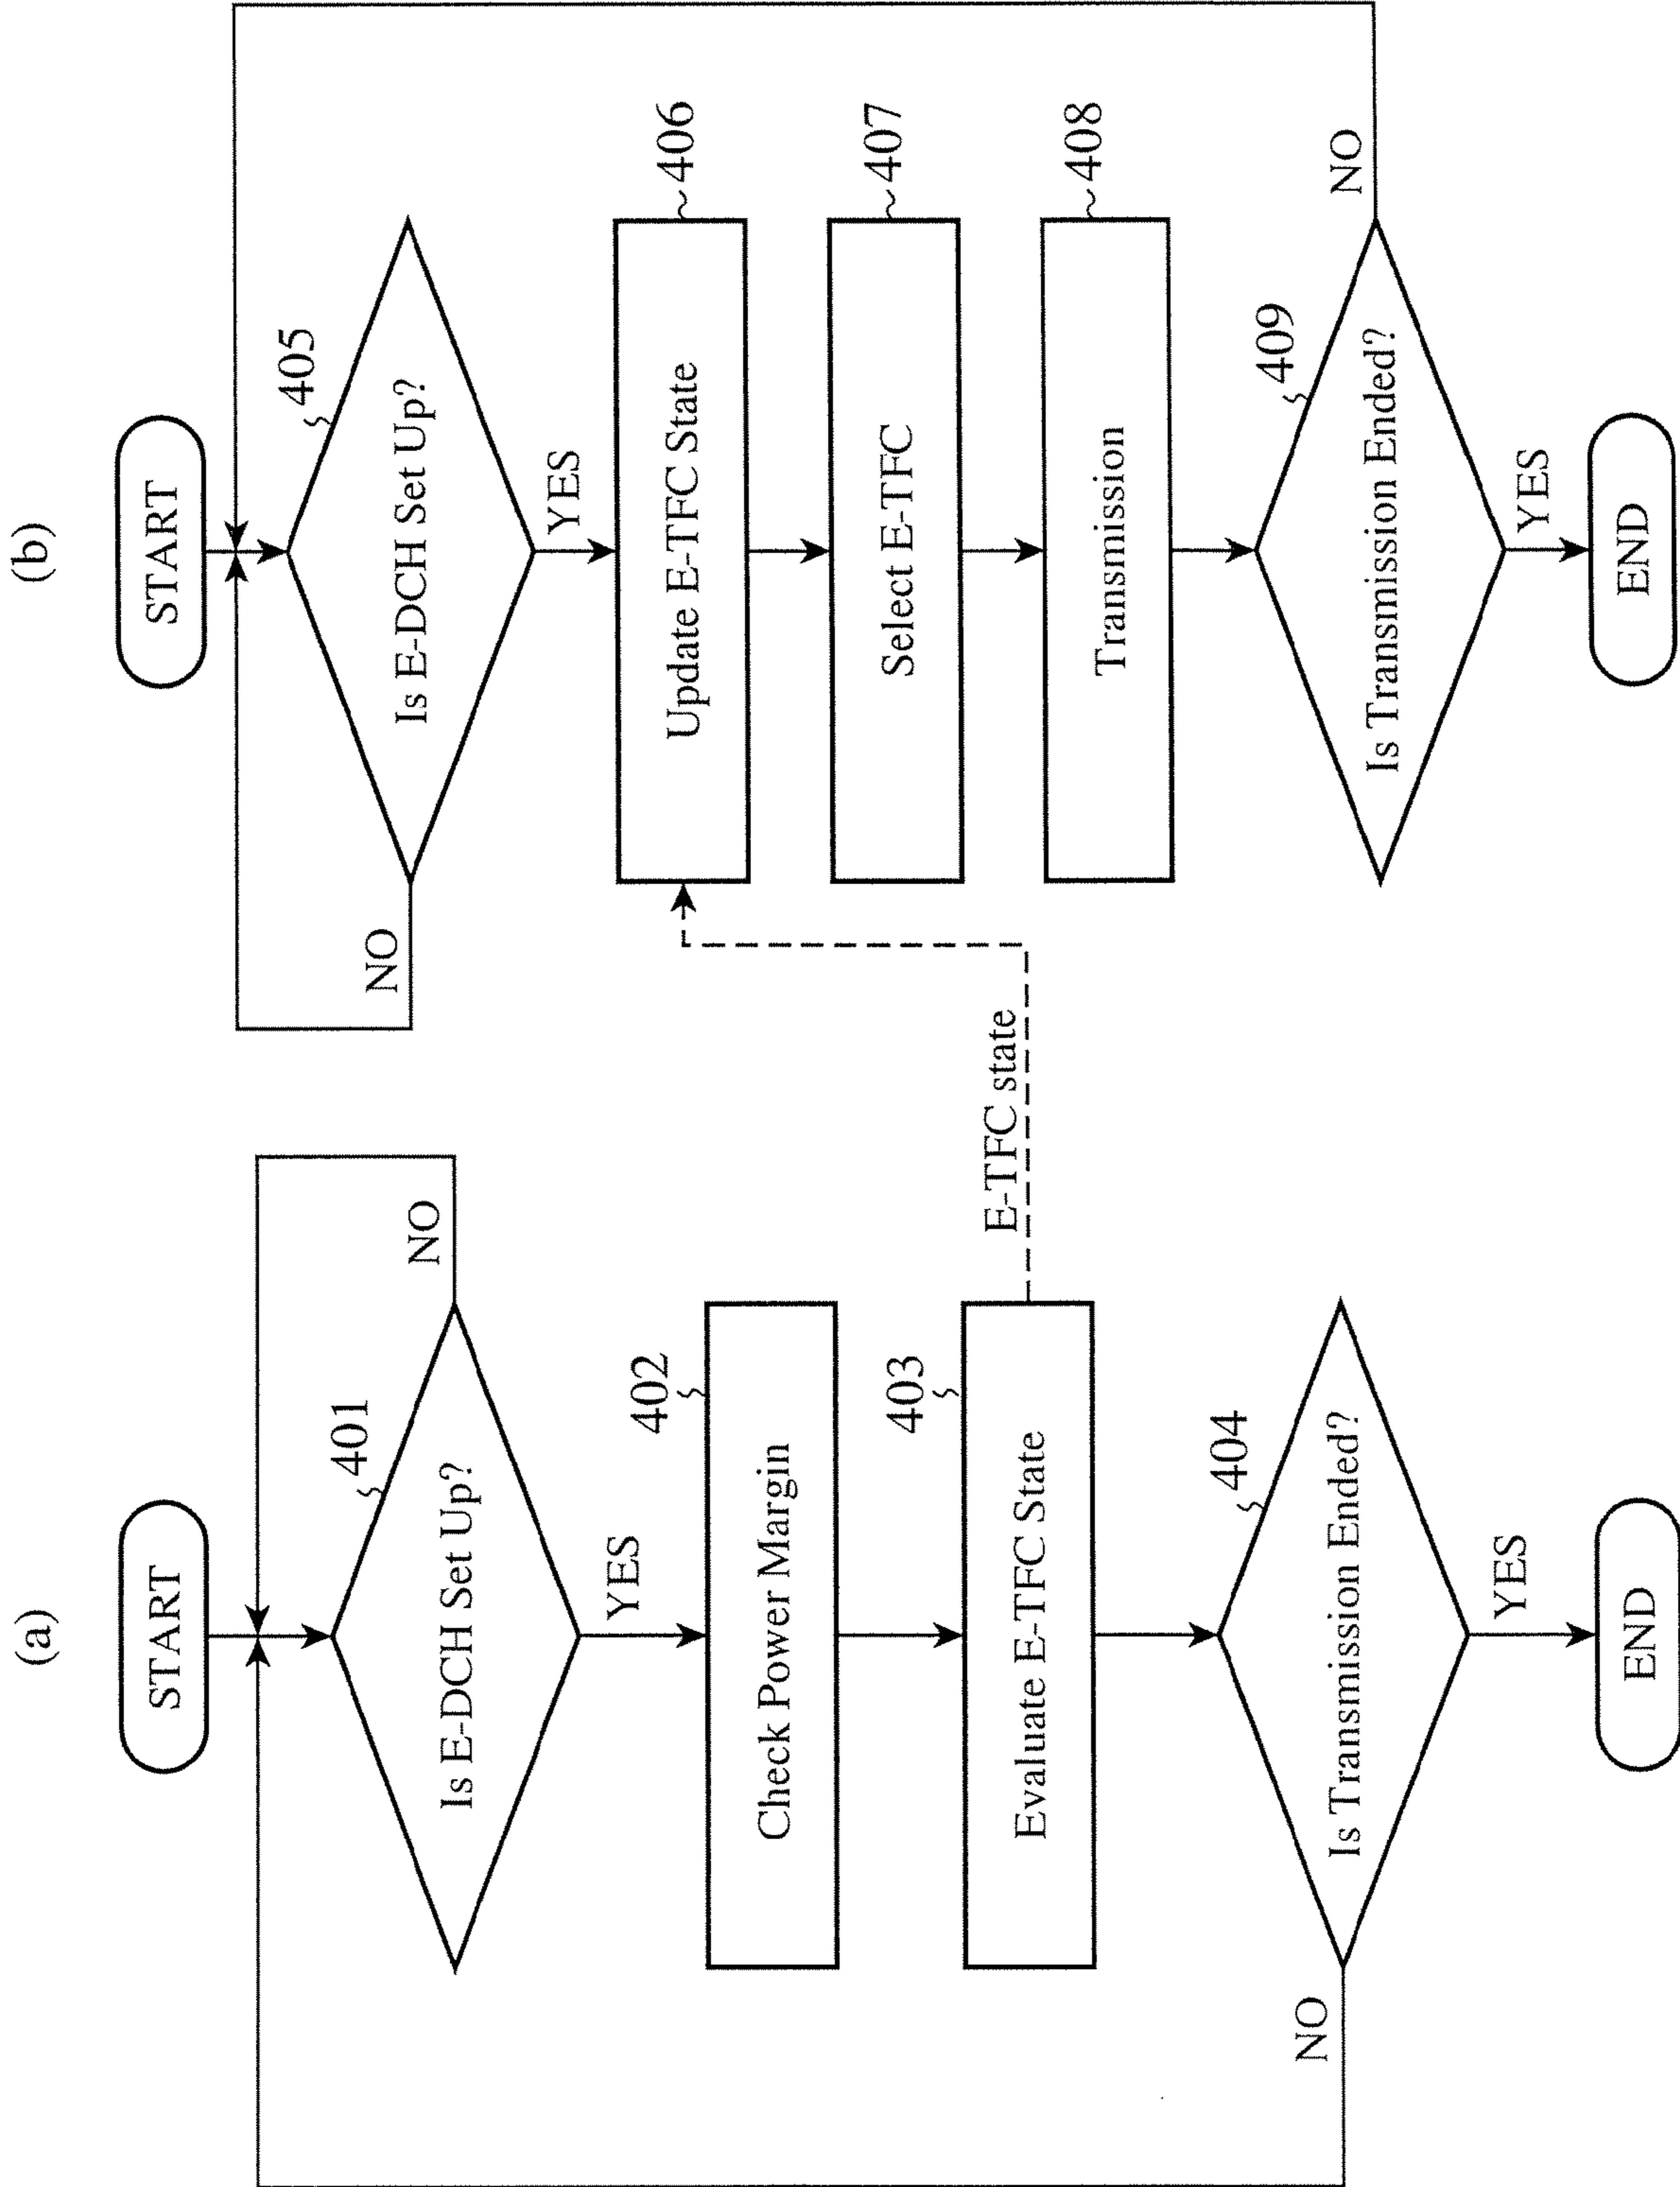 (a)
START
401
Is E-DCH Set Up?
NO
YES
402
Check Power Margin
403
Evaluate E-TFC State
E-TFC state
404
Is Transmission Ended?
NO
YES
END
(b)
START
405
Is E-DCH Set Up?
NO
YES
406
Update E-TFC State
407
Select E-TFC
408
Transmission
409
Is Transmission Ended?
NO
YES
END